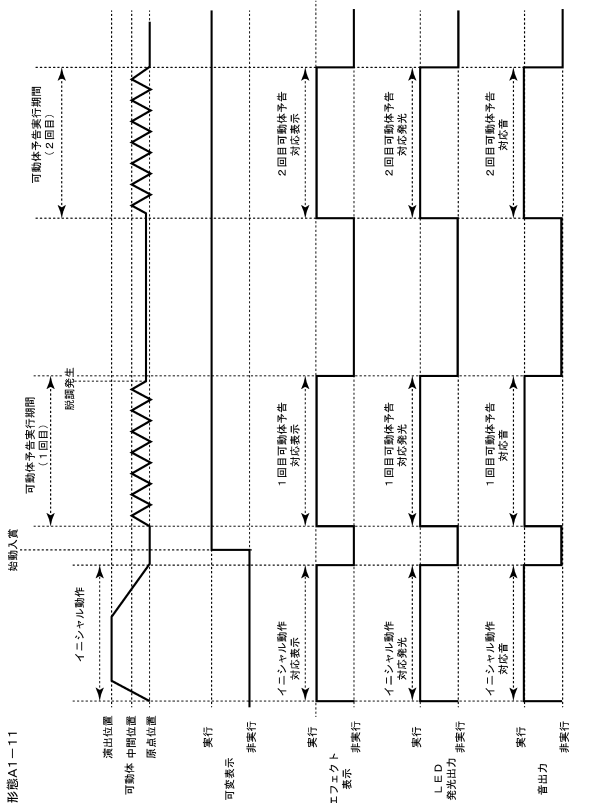 形態A1－11
始動入賞
可動体予告実行期間
（1回目）
可動体予告実行期間
（2回目）
イニシャル動作
脱調発生
演出位置
可動体 中間位置
原点位置
実行
可変表示
非実行
イニシャル動作
対応表示
1回目可動体予告
対応表示
2回目可動体予告
対応表示
実行
エフェクト
表示
非実行
イニシャル動作
対応発光
1回目可動体予告
対応発光
2回目可動体予告
対応発光
実行
LED
発光出力
非実行
イニシャル動作
対応音
1回目可動体予告
対応音
2回目可動体予告
対応音
実行
音出力
非実行